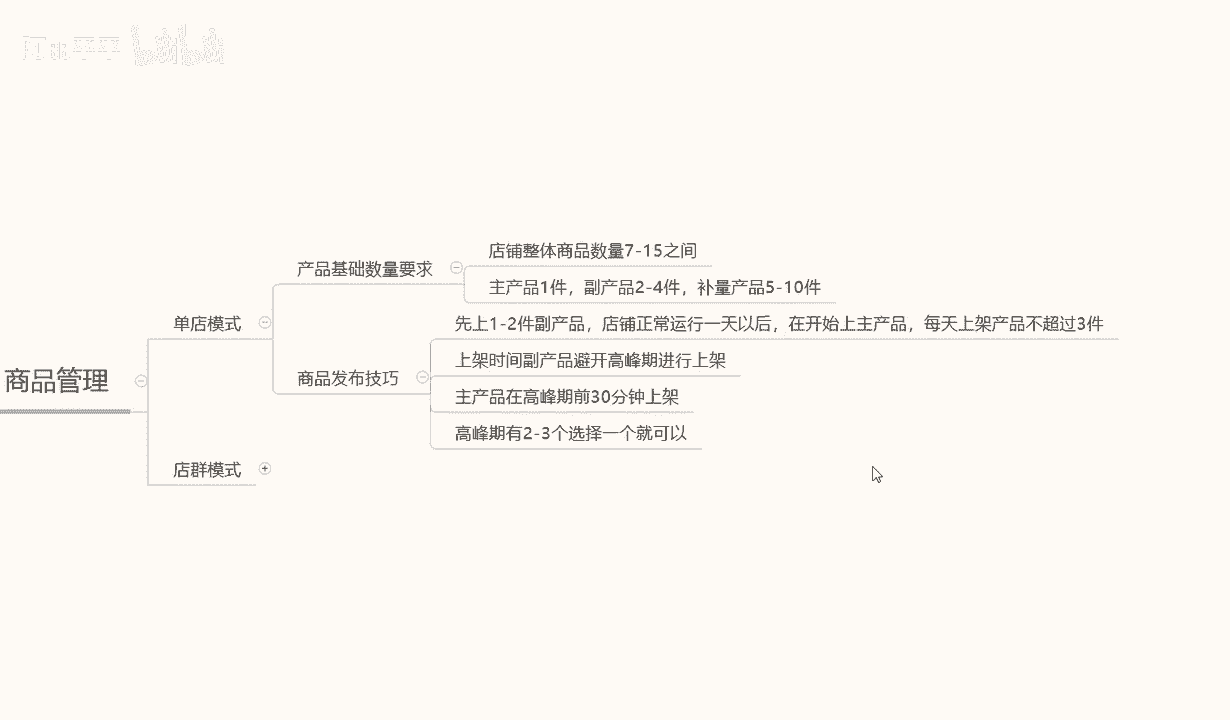 店铺整体商品数量7-15之间
产品基础数量要求
主产品1件，副产品2-4件，补量产品5-10件
单店模式
先上1-2件副产品，店铺正常运行一天以后，在开始上主产品，每天上架产品不超过3件
上架时间副产品避开高峰期进行上架
商品管理
商品发布技巧
主产品在高峰期前30分钟上架
高峰期有2-3个选择一个就可以
店群模式